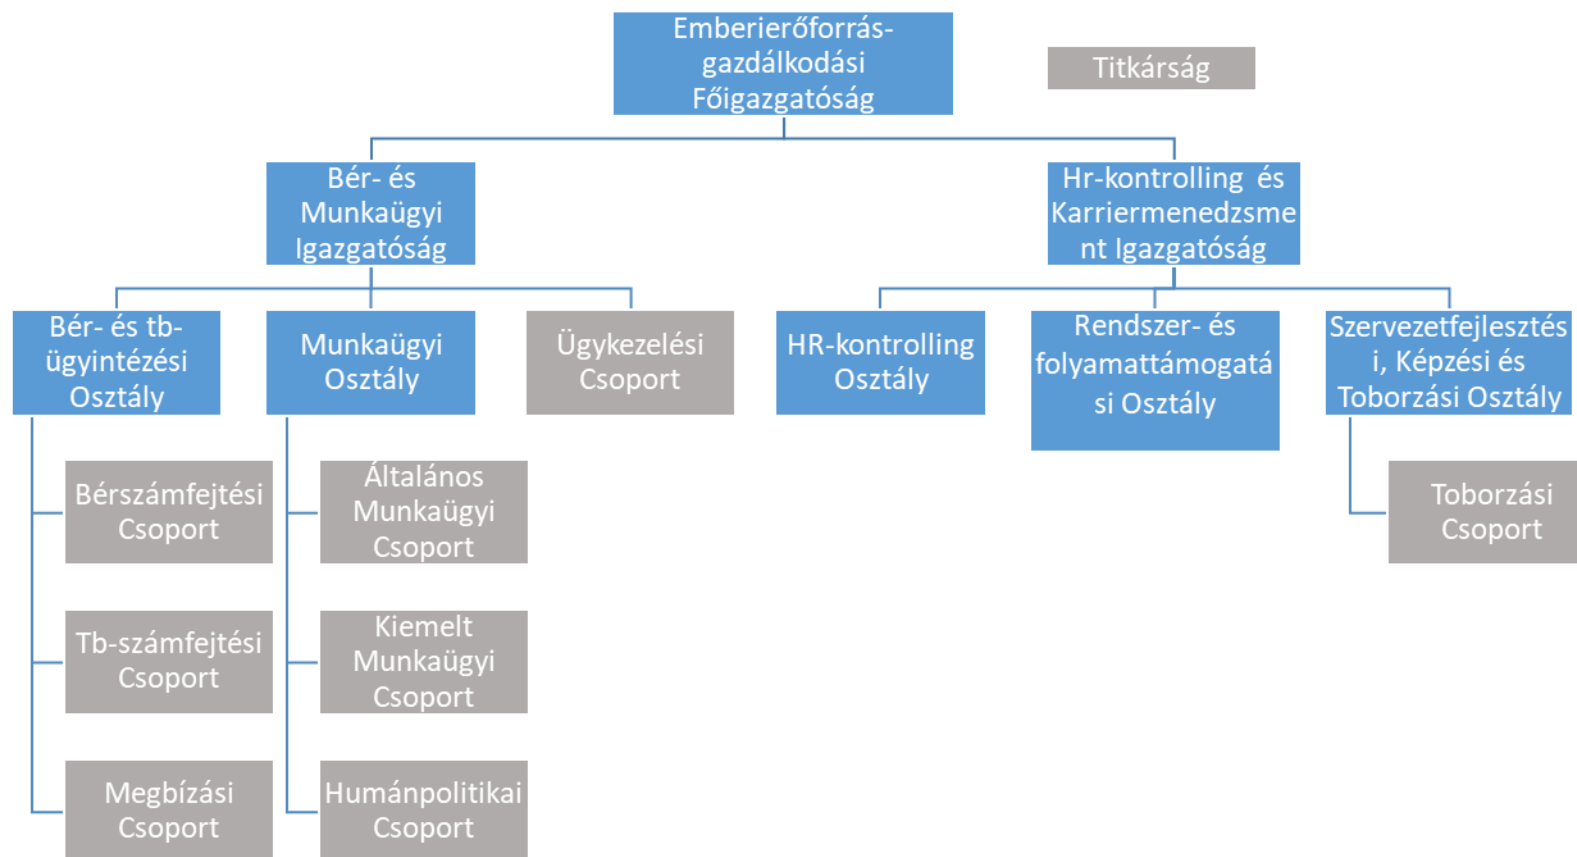 Emberierőforrás-
gazdálkodási
Főigazgatóság
Titkárság
Bér- és
Munkaügyi
Igazgatóság
Hr-kontrolling és
Karriermenedzsme
nt Igazgatóság
Bér- és tb-
ügyintézési
Osztály
Munkaügyi
Osztály
Ügykezelési
Csoport
HR-kontrolling
Osztály
Rendszer- és
folyamattámogatá
si Osztály
Szervezetfejlesztés
i, Képzési és
Toborzási Osztály
Bérszámfejtési
Csoport
Általános
Munkaügyi
Csoport
Toborzási
Csoport
Tb-számfejtési
Csoport
Kiemelt
Munkaügyi
Csoport
Megbízási
Csoport
Humánpolitikai
Csoport